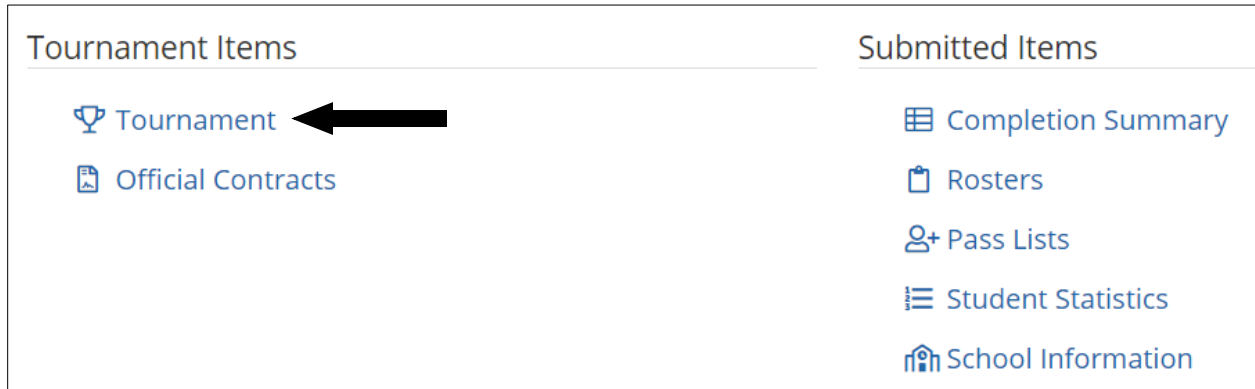 Tournament Items
Tournament
Official Contracts
Submitted Items
Completion Summary
Rosters
Pass Lists
Student Statistics
School Information